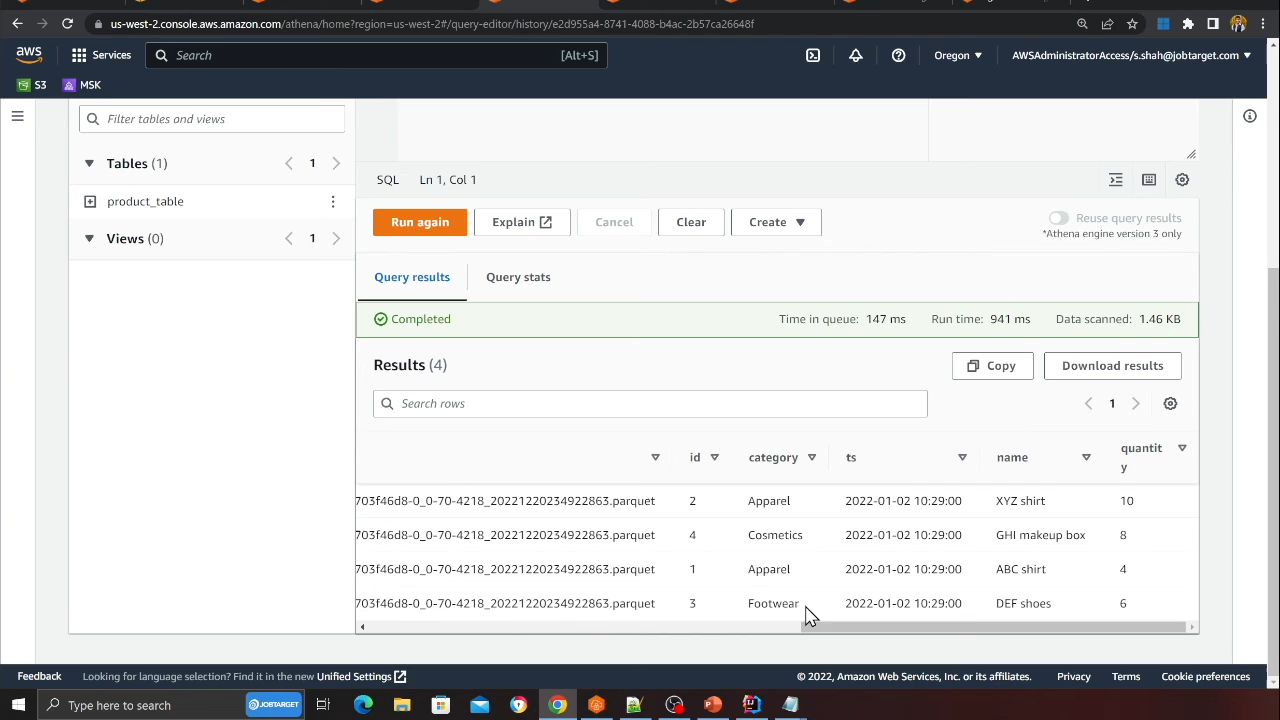 us-west-2.console.aws.amazon.com/athena/home?region=us-west-2#/query-editor/history/e2d955a4-8741-4088-b4ac-2b57ca26648f
aws Services Search [Alt+S] Oregon AWSAdministratorAccess/s.shah@jobtarget.com
S3 MSK
Filter tables and views
Tables (1) 1
product_table
Views (0) 1
SQL Ln 1, Col 1
Run again Explain Cancel Clear Create Reuse query results
*Athena engine version 3 only
Query results Query stats
Completed Time in queue: 147 ms Run time: 941 ms Data scanned: 1.46 KB
Results (4) Copy Download results
Search rows 1
id category ts name quantit
y
703f46d8-0_0-70-4218_20221220234922863.parquet 2 Apparel 2022-01-02 10:29:00 XYZ shirt 10
703f46d8-0_0-70-4218_20221220234922863.parquet 4 Cosmetics 2022-01-02 10:29:00 GHI makeup box 8
703f46d8-0_0-70-4218_20221220234922863.parquet 1 Apparel 2022-01-02 10:29:00 ABC shirt 4
703f46d8-0_0-70-4218_20221220234922863.parquet 3 Footwear 2022-01-02 10:29:00 DEF shoes 6
Feedback Looking for language selection? Find it in the new Unified Settings © 2022, Amazon Web Services, Inc. or its affiliates. Privacy Terms Cookie preferences
Type here to search JOBTARGET